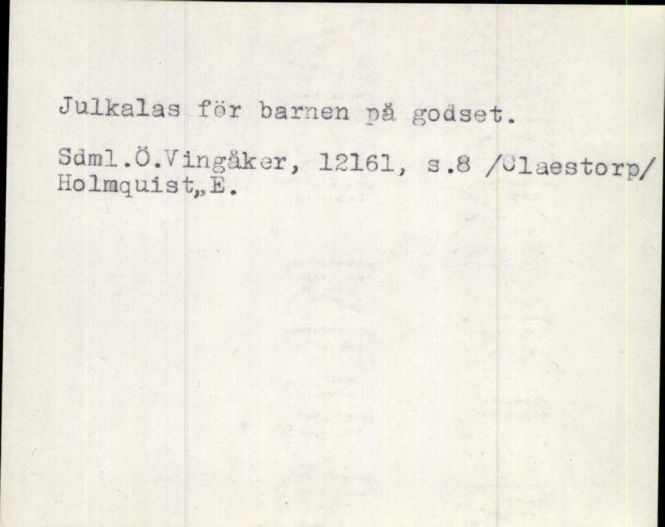 Julkalas för barnen på godset.
Sdml.Ö.Vingåker, 12161, s.8 /Claestorp/
Holmquist,,E.